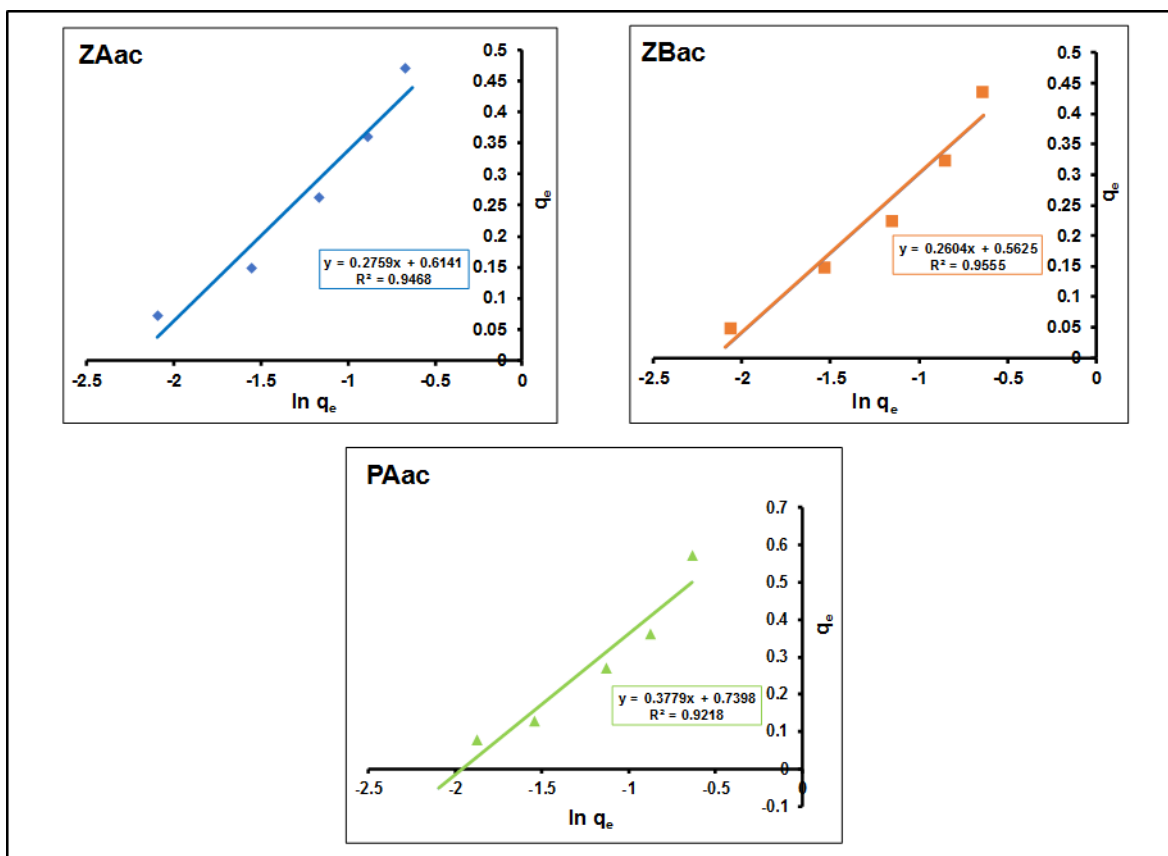 ZAac
0.5
0.45
0.4
0.35
0.3
0.25
0.2
0.15
0.1
0.05
0
qₑ
y = 0.2759x + 0.6141
R² = 0.9468
-2.5 -2 -1.5 -1 -0.5 0
ln qₑ
ZBac
0.5
0.45
0.4
0.35
0.3
0.25
0.2
0.15
0.1
0.05
0
qₑ
y = 0.2604x + 0.5625
R² = 0.9555
-2.5 -2 -1.5 -1 -0.5 0
ln qₑ
PAac
0.7
0.6
0.5
0.4
0.3
0.2
0.1
0
-0.1
qₑ
y = 0.3779x + 0.7398
R² = 0.9218
-2.5 -2 -1.5 -1 -0.5 0
ln qₑ